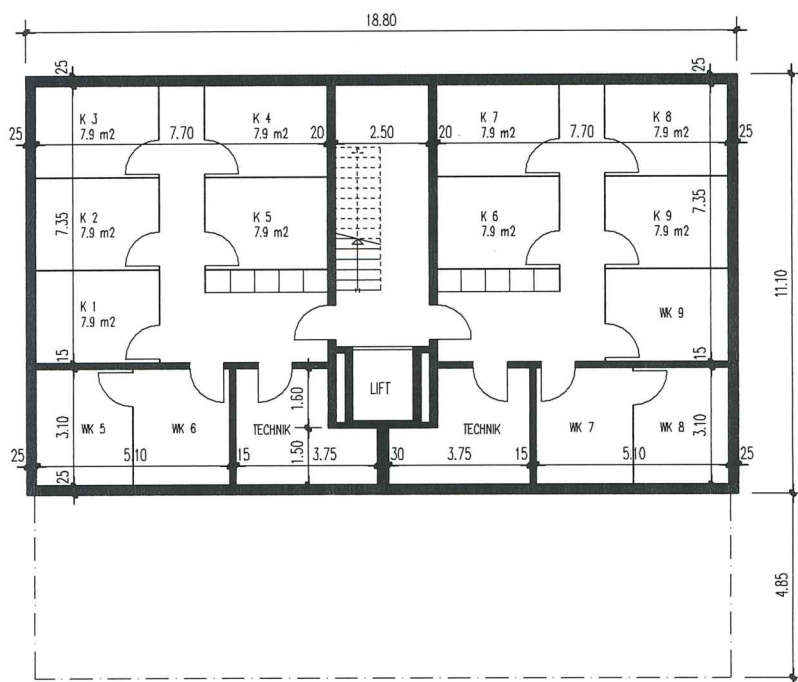 18.80
25
25
K 3
7.9 m2
K 4
7.9 m2
K 7
7.9 m2
K 8
7.9 m2
25
7.70
20
2.50
20
7.70
25
K 2
7.9 m2
K 5
7.9 m2
K 6
7.9 m2
K 9
7.9 m2
7.35
7.35
11.10
K 1
7.9 m2
WK 9
15
15
LIFT
1.60
3.10
WK 5
WK 6
TECHNIK
TECHNIK
WK 7
WK 8
3.10
25
5.10
15
1.50
3.75
30
3.75
15
5.10
25
25
4.85